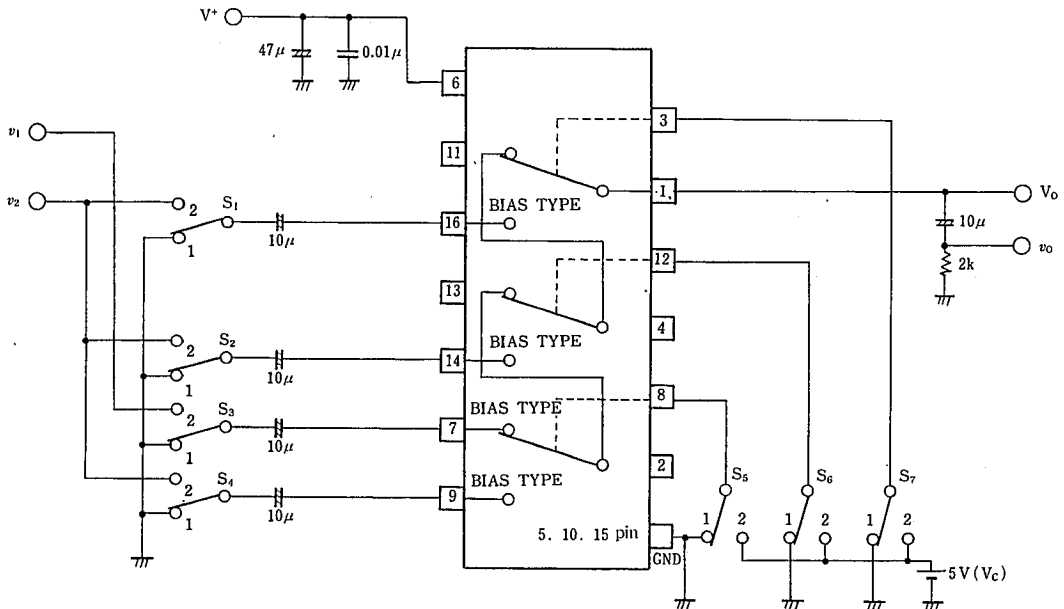 V⁺
47μ
0.01μ
6
3
v₁
11
1.
v₂
2
S₁
BIAS TYPE
16
10μ
1
12
13
4
2
S₂
BIAS TYPE
14
10μ
1
8
2
S₃
BIAS TYPE
7
10μ
1
2
2
S₄
BIAS TYPE
9
10μ
1
5. 10. 15 pin
GND
Vo
10μ
vo
2k
S₅
S₆
S₇
1
2
1
2
1
2
5V(Vc)